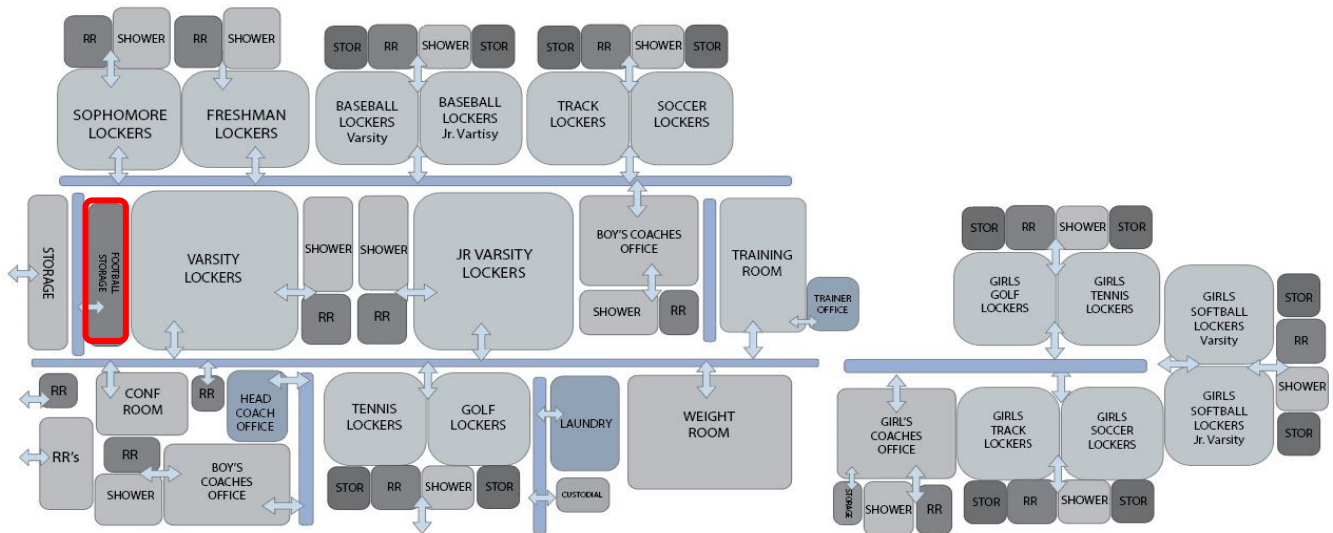 RR
SHOWER
RR
SHOWER
STOR
RR
SHOWER
STOR
STOR
RR
SHOWER
STOR
SOPHOMORE
LOCKERS
FRESHMAN
LOCKERS
BASEBALL
LOCKERS
Varsity
BASEBALL
LOCKERS
Jr. Vartisy
TRACK
LOCKERS
SOCCER
LOCKERS
STORAGE
FOOTBALL
STORAGE
VARSITY
LOCKERS
SHOWER
RR
SHOWER
RR
JR VARSITY
LOCKERS
BOY'S COACHES
OFFICE
SHOWER
RR
TRAINING
ROOM
TRAINER
OFFICE
RR
RR's
CONF
ROOM
RR
HEAD
COACH
OFFICE
RR
SHOWER
BOY'S
COACHES
OFFICE
TENNIS
LOCKERS
GOLF
LOCKERS
STOR
RR
SHOWER
STOR
LAUNDRY
CUSTODIAL
WEIGHT
ROOM
STOR
RR
SHOWER
STOR
GIRLS
GOLF
LOCKERS
GIRLS
TENNIS
LOCKERS
GIRLS
SOFTBALL
LOCKERS
Varsity
STOR
RR
SHOWER
STOR
GIRL'S
COACHES
OFFICE
GIRLS
TRACK
LOCKERS
GIRLS
SOCCER
LOCKERS
GIRLS
SOFTBALL
LOCKERS
Jr. Varsity
STORAGE
SHOWER
RR
STOR
RR
SHOWER
STOR